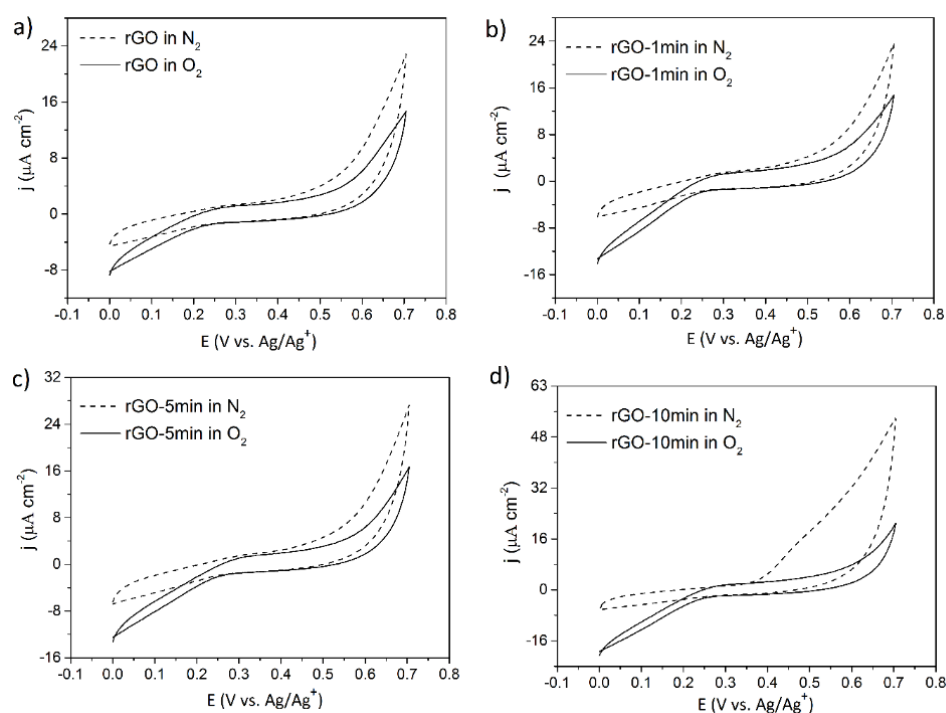 a)
rGO in N₂
rGO in O₂
24
16
8
0
-8
j (μA cm⁻²)
-0.1 0.0 0.1 0.2 0.3 0.4 0.5 0.6 0.7 0.8
E (V vs. Ag/Ag⁺)
b)
rGO-1min in N₂
rGO-1min in O₂
24
16
8
0
-8
-16
j (μA cm⁻²)
-0.1 0.0 0.1 0.2 0.3 0.4 0.5 0.6 0.7 0.8
E (V vs. Ag/Ag⁺)
c)
rGO-5min in N₂
rGO-5min in O₂
32
24
16
8
0
-8
-16
j (μA cm⁻²)
-0.1 0.0 0.1 0.2 0.3 0.4 0.5 0.6 0.7 0.8
E (V vs. Ag/Ag⁺)
d)
rGO-10min in N₂
rGO-10min in O₂
63
48
32
16
0
-16
j (μA cm⁻²)
-0.1 0.0 0.1 0.2 0.3 0.4 0.5 0.6 0.7 0.8
E (V vs. Ag/Ag⁺)